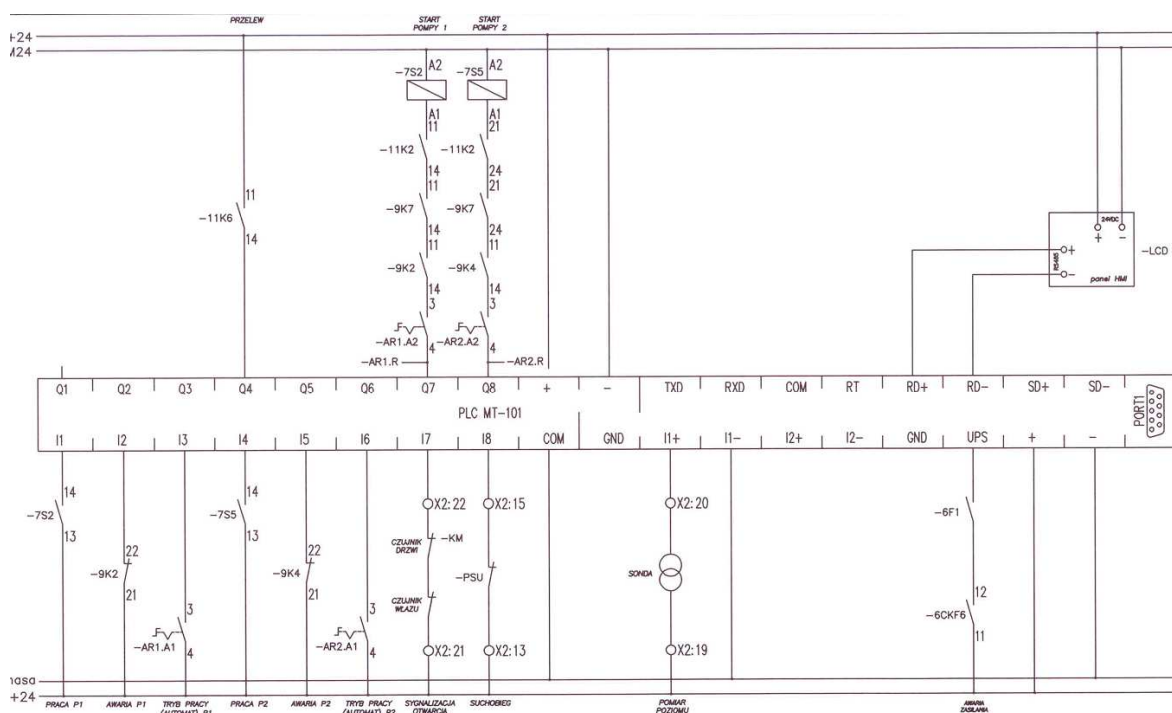 PRZELEW
START
POMPY 1
START
POMPY 2
+24
M24
A2
A2
-7S2
-7S5
24VDC
+
-
A1
A1
11
21
-11K2
-11K2
14
24
11
21
11
-9K7
-9K7
-11K6
14
24
14
11
11
RS485
+
-
-LCD
panel HMI
-9K2
-9K4
14
14
3
3
-AR1.A2
-AR2.A2
4
4
-AR1.R
-AR2.R
Q1 Q2 Q3 Q4 Q5 Q6 Q7 Q8 + - TXD RXD COM RT RD+ RD- SD+ SD-
PLC MT-101
PORT1
I1 I2 I3 I4 I5 I6 I7 I8 COM GND I1+ I1- I2+ I2- GND UPS + -
14
14
X2:22
X2:15
X2:20
-7S2
-7S5
-6F1
13
13
CZUJNIK
DRZWI
-KM
22
22
-9K2
-9K4
-PSU
SONDA
21
21
CZUJNIK
WŁAZU
12
3
3
-6CKF6
-AR1.A1
-AR2.A1
11
4
4
X2:21
X2:13
X2:19
masa
+24
PRACA P1
AWARIA P1
TRYB PRACY
(AUTOMAT) P1
PRACA P2
AWARIA P2
TRYB PRACY
(AUTOMAT) P2
SYGNALIZACJA
OTWARCIA
SUCHOBIEG
POMIAR
POZIOMU
AWARIA
ZASILANIA